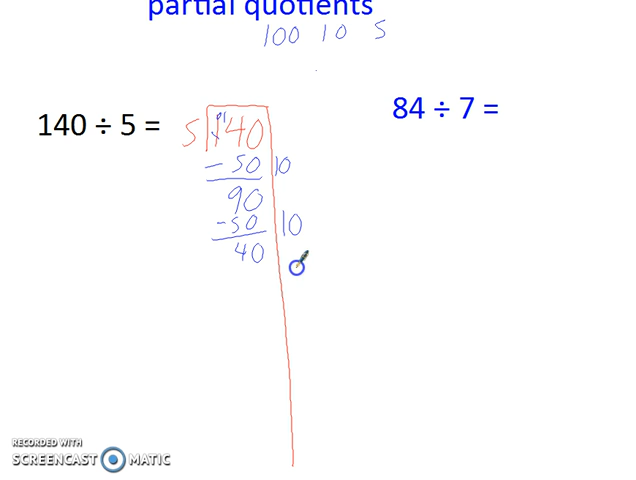 partial quotients
100 10 5
140 ÷ 5 =
5 140
- 50 10
90
- 50 10
40
84 ÷ 7 =
RECORDED WITH
SCREENCAST MATIC